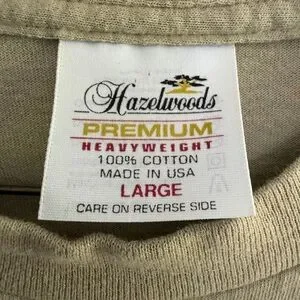 Hazelwoods
PREMIUM
HEAVYWEIGHT
100% COTTON
MADE IN USA
LARGE
CARE ON REVERSE SIDE